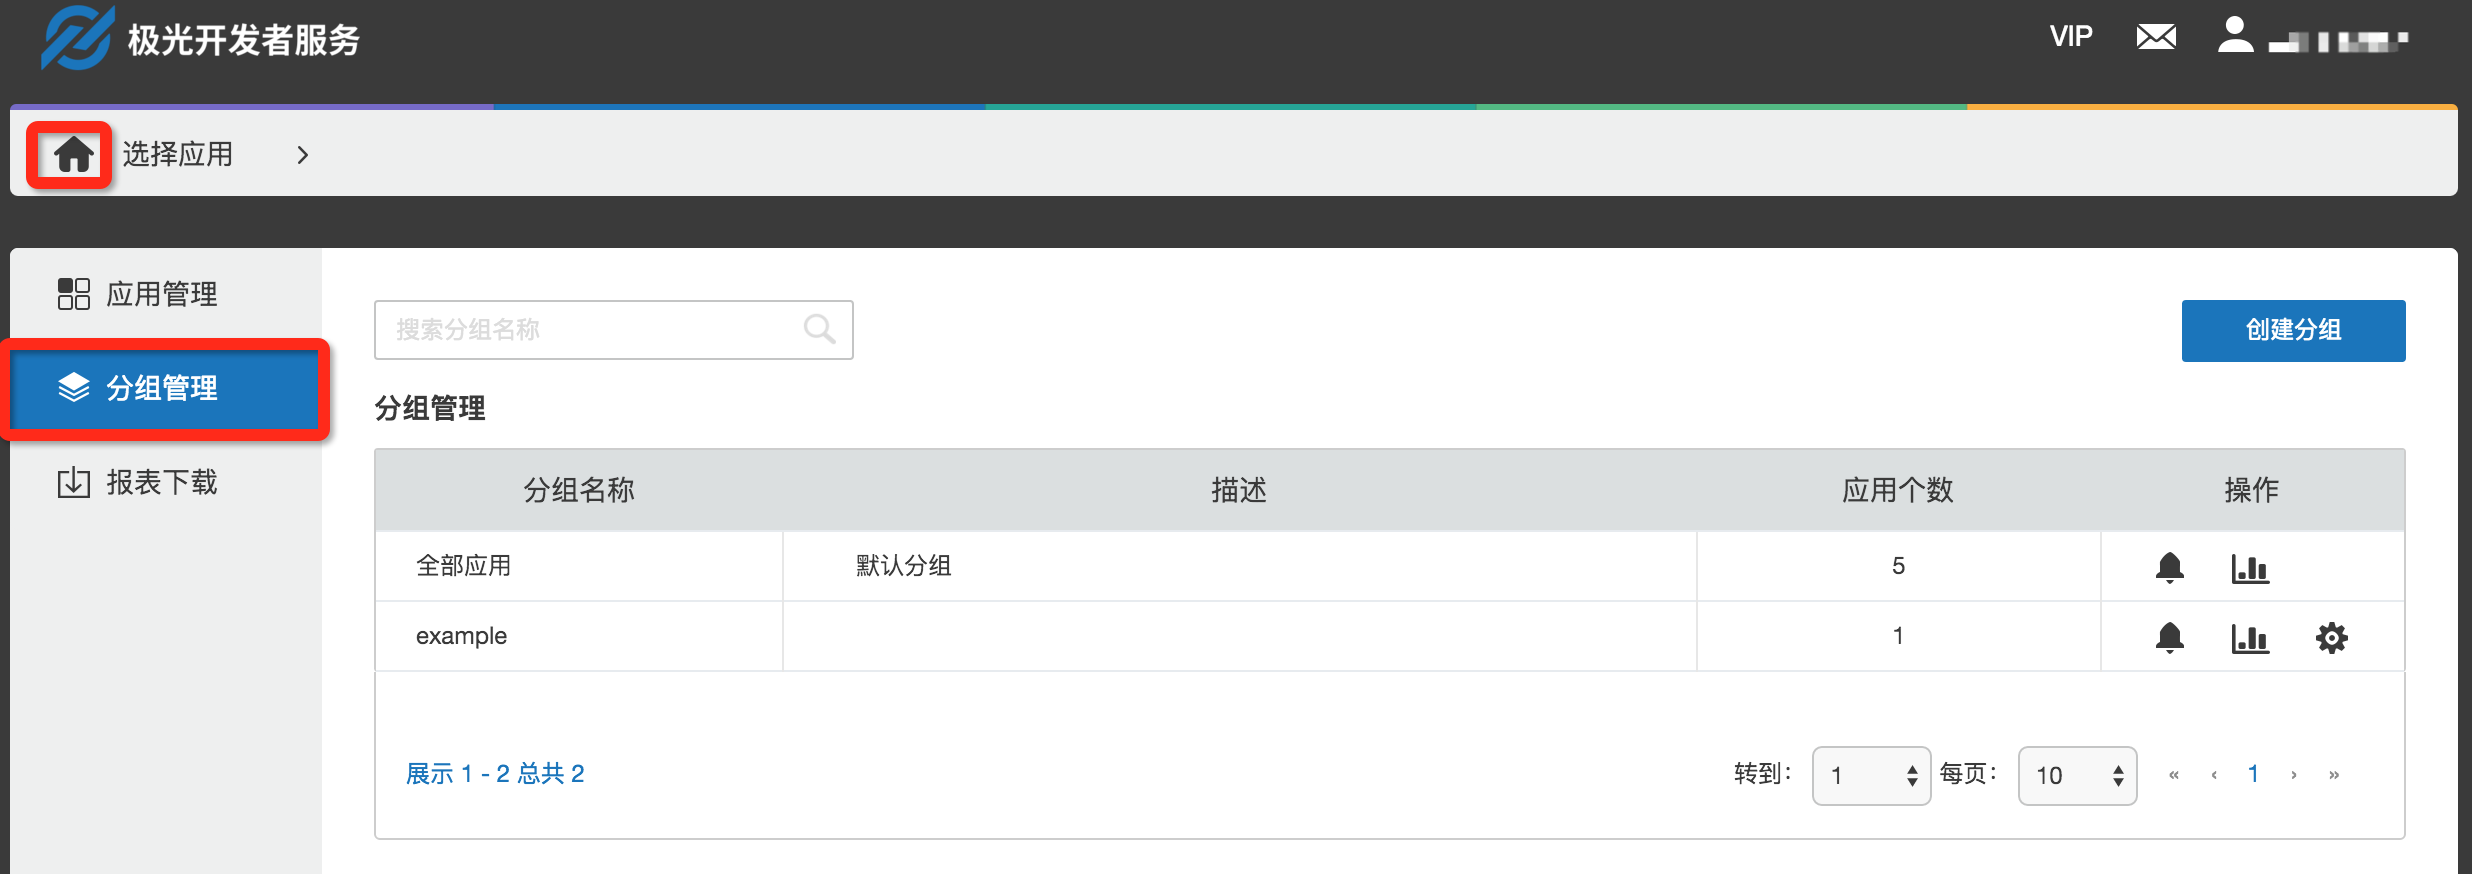 极光开发者服务
VIP
选择应用
应用管理
分组管理
报表下载
搜索分组名称
创建分组
分组管理
分组名称 描述 应用个数 操作
全部应用 默认分组 5
example 1
展示 1 - 2 总共 2
转到： 1 每页： 10 « ‹ 1 › »